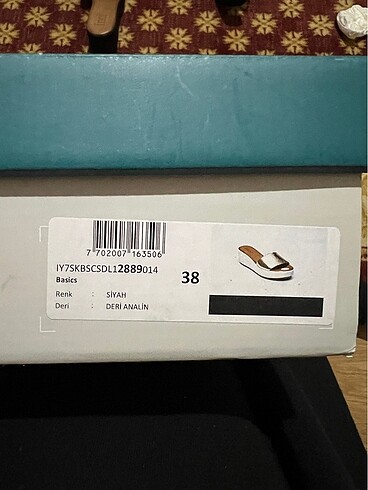 7 702007 163506
IY7SKBSCSDL12889014
Basics
38
Renk : SİYAH
Deri : DERİ ANALİN